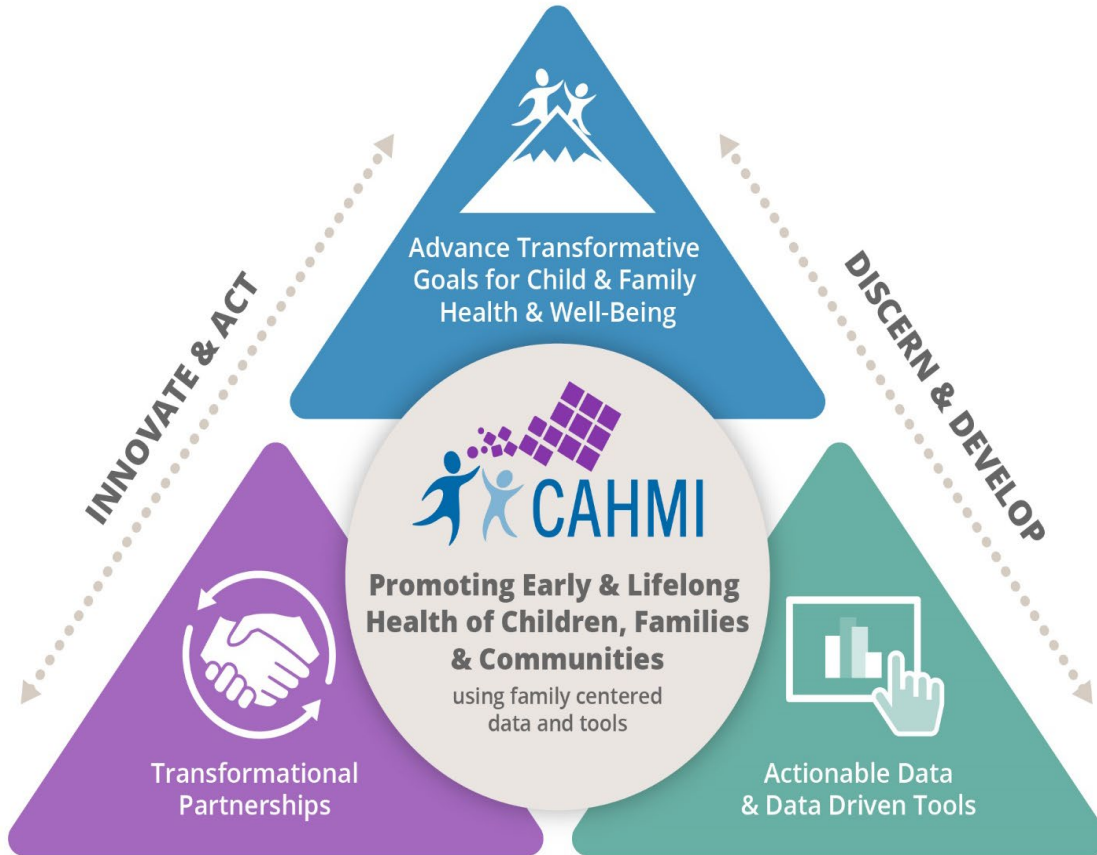 Advance Transformative
Goals for Child & Family
Health & Well-Being
INNOVATE & ACT
DISCERN & DEVELOP
CAHMI
Promoting Early & Lifelong
Health of Children, Families
& Communities
using family centered
data and tools
Transformational
Partnerships
Actionable Data
& Data Driven Tools